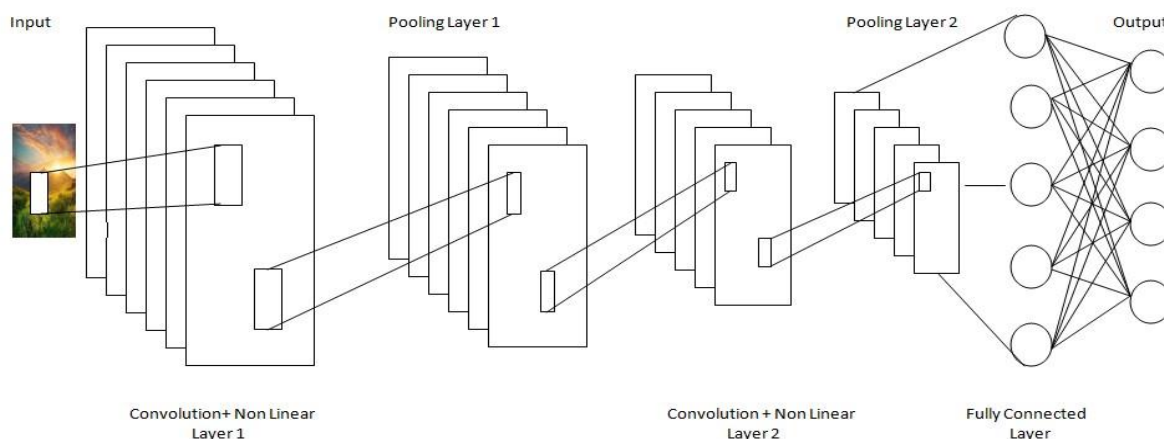 Input
Pooling Layer 1
Pooling Layer 2
Output
Convolution+ Non Linear
Layer 1
Convolution + Non Linear
Layer 2
Fully Connected
Layer